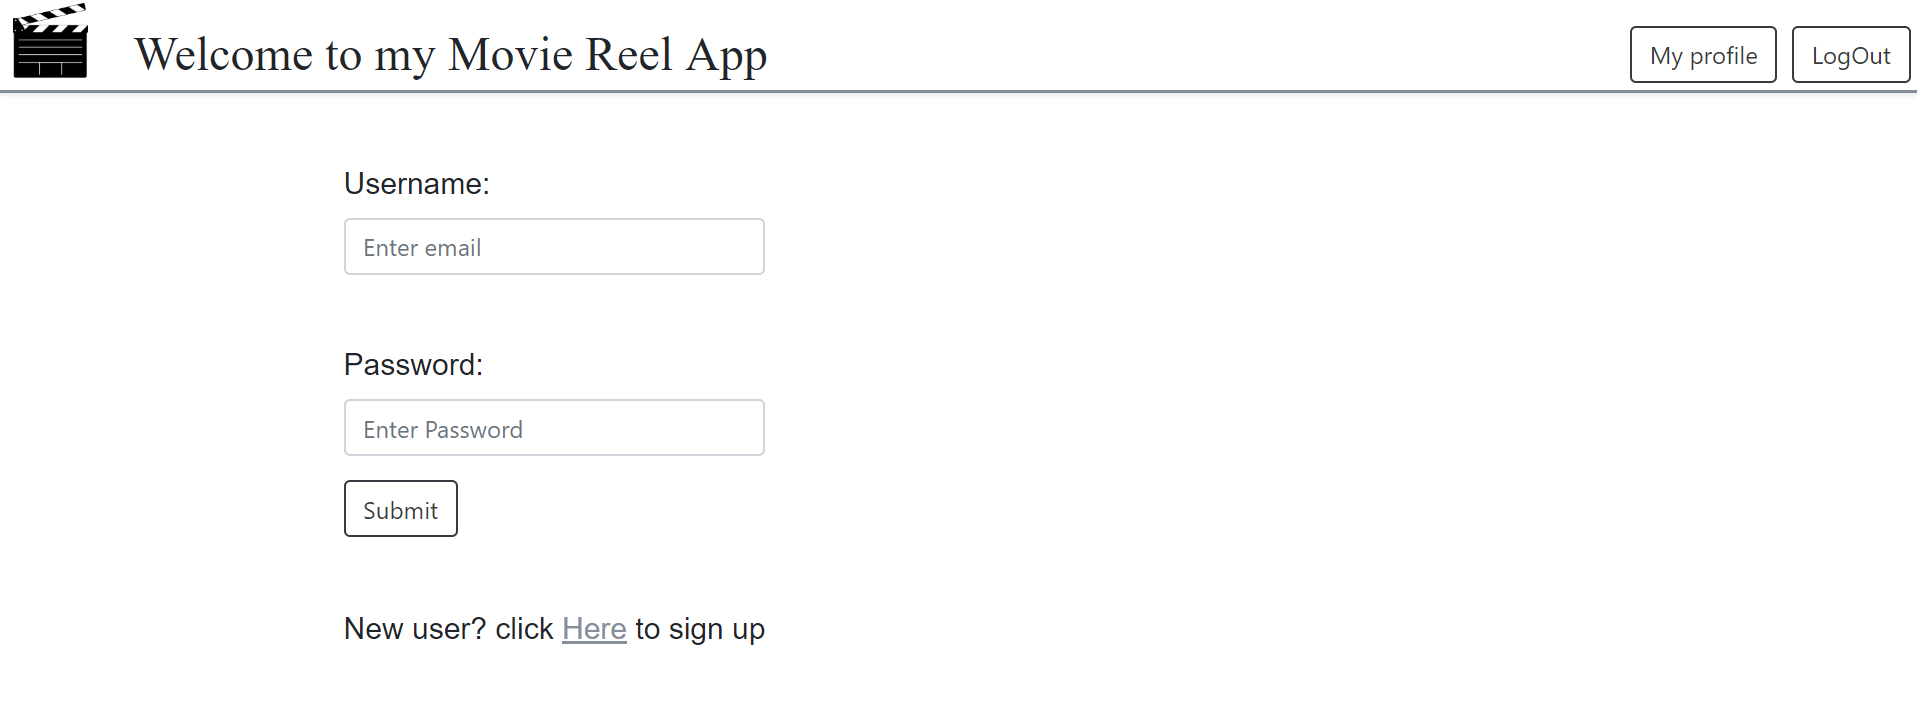 Welcome to my Movie Reel App
My profile
LogOut
Username:
Enter email
Password:
Enter Password
Submit
New user? click Here to sign up